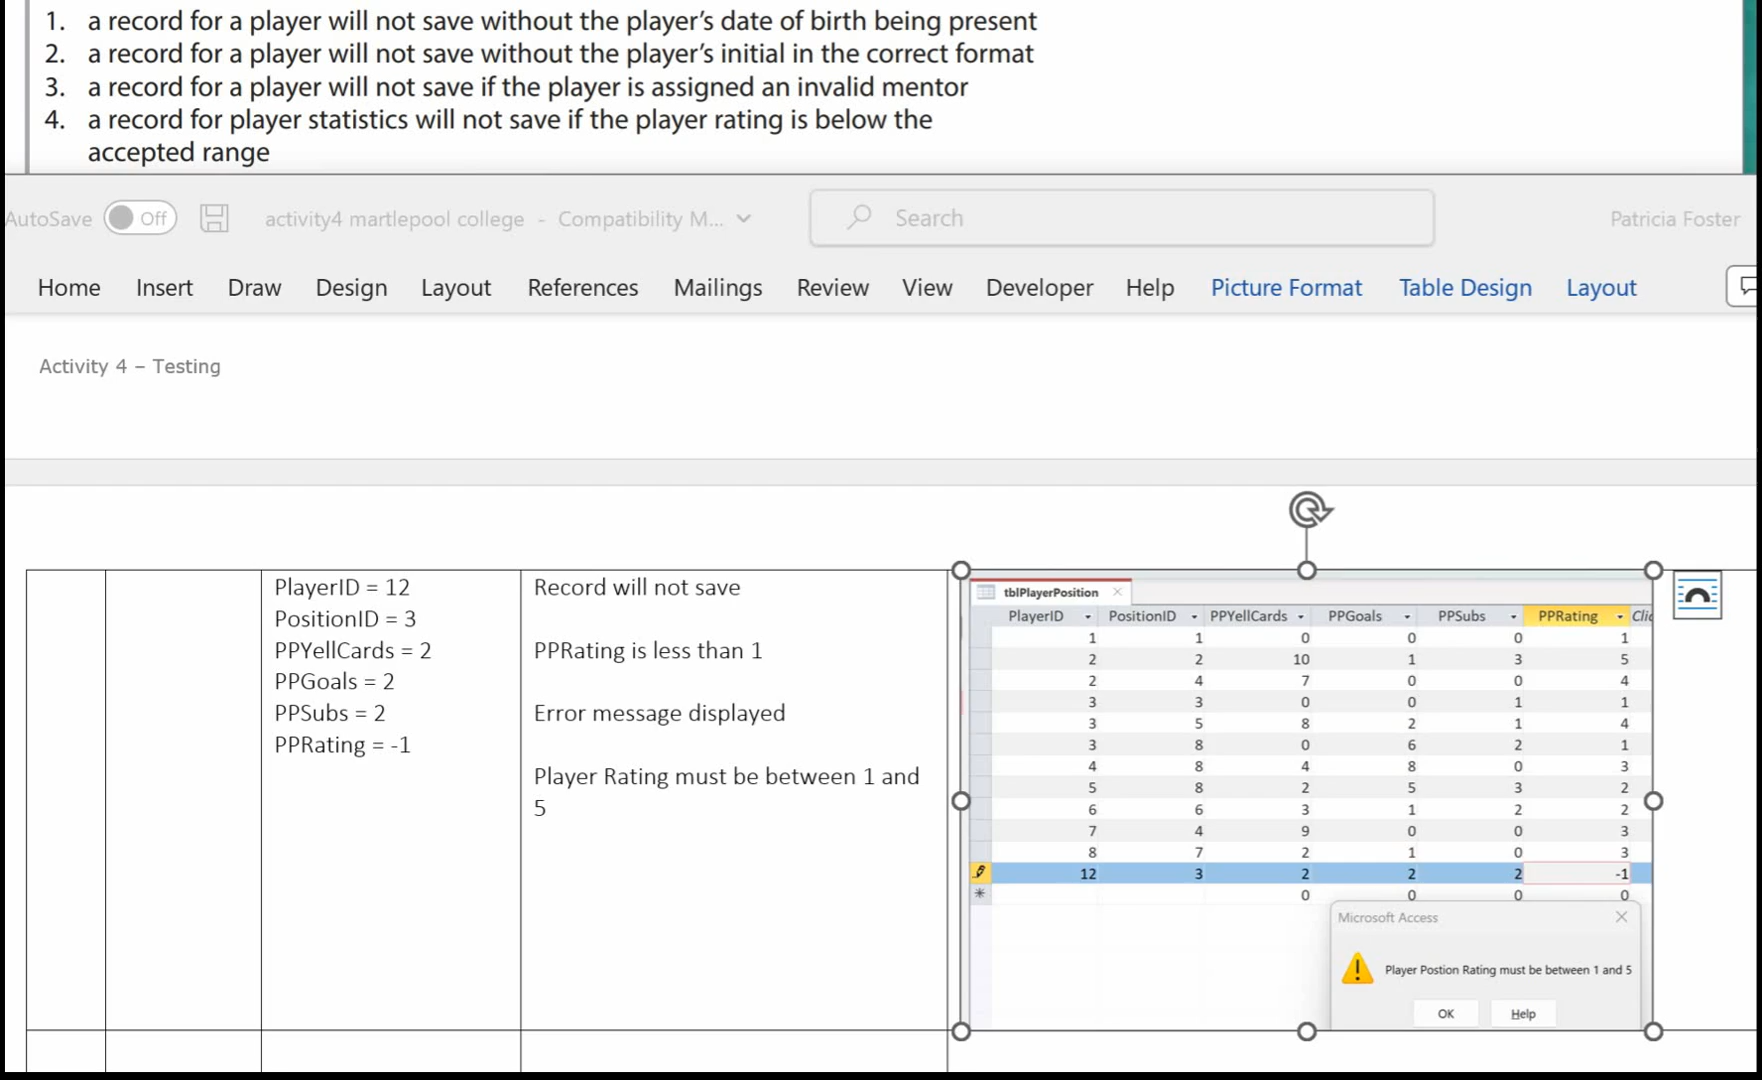 1. a record for a player will not save without the player's date of birth being present
2. a record for a player will not save without the player's initial in the correct format
3. a record for a player will not save if the player is assigned an invalid mentor
4. a record for player statistics will not save if the player rating is below the
accepted range
AutoSave Off activity4 martlepool college - Compatibility M... Search Patricia Foster
Home Insert Draw Design Layout References Mailings Review View Developer Help Picture Format Table Design Layout
Activity 4 – Testing
PlayerID = 12
PositionID = 3
PPYellCards = 2
PPGoals = 2
PPSubs = 2
PPRating = -1
Record will not save
PPRating is less than 1
Error message displayed
Player Rating must be between 1 and
5
tblPlayerPosition
PlayerID PositionID PPYellCards PPGoals PPSubs PPRating Clic
1 1 0 0 0 1
2 2 10 1 3 5
2 4 7 0 0 4
3 3 0 0 1 1
3 5 8 2 1 4
3 8 0 6 2 1
4 8 4 8 0 3
5 8 2 5 3 2
6 6 3 1 2 2
7 4 9 0 0 3
8 7 2 1 0 3
12 3 2 2 2 -1
* 0 0 0 0
Microsoft Access
Player Postion Rating must be between 1 and 5
OK Help